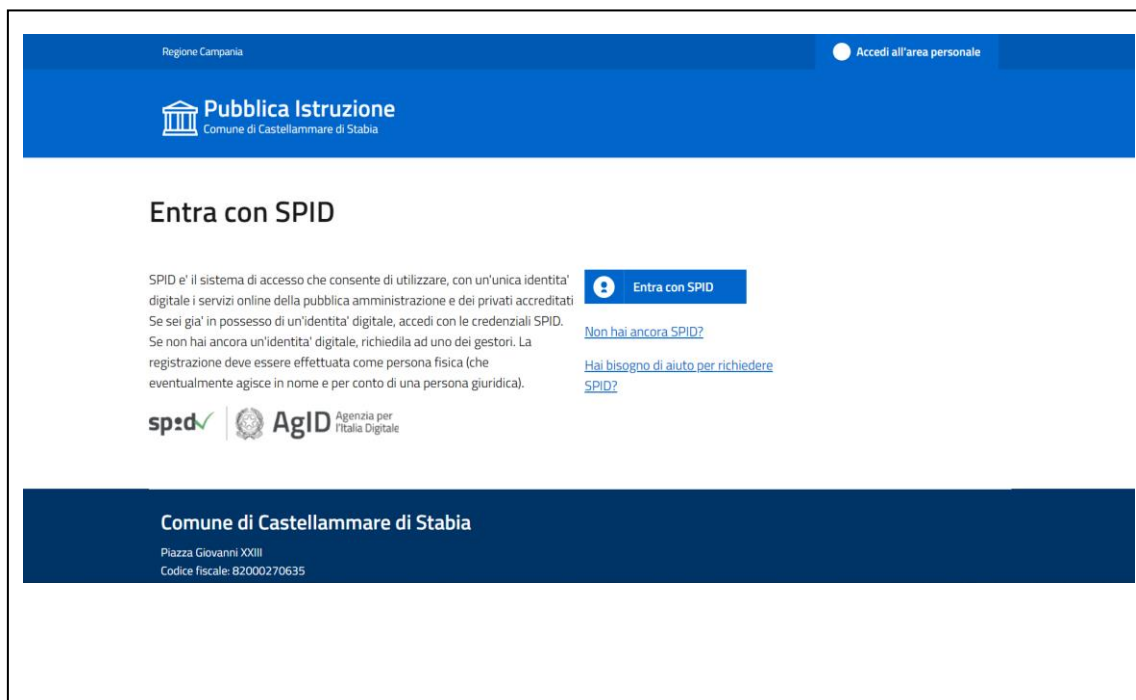 Regione Campania
Accedi all'area personale
Pubblica Istruzione
Comune di Castellammare di Stabia
Entra con SPID
SPID e' il sistema di accesso che consente di utilizzare, con un'unica identita'
digitale i servizi online della pubblica amministrazione e dei privati accreditati
Se sei gia' in possesso di un'identita' digitale, accedi con le credenziali SPID.
Se non hai ancora un'identita' digitale, richiedila ad uno dei gestori. La
registrazione deve essere effettuata come persona fisica (che
eventualmente agisce in nome e per conto di una persona giuridica).
Entra con SPID
Non hai ancora SPID?
Hai bisogno di aiuto per richiedere
SPID?
spid
AgID Agenzia per
l'Italia Digitale
Comune di Castellammare di Stabia
Piazza Giovanni XXIII
Codice fiscale: 82000270635